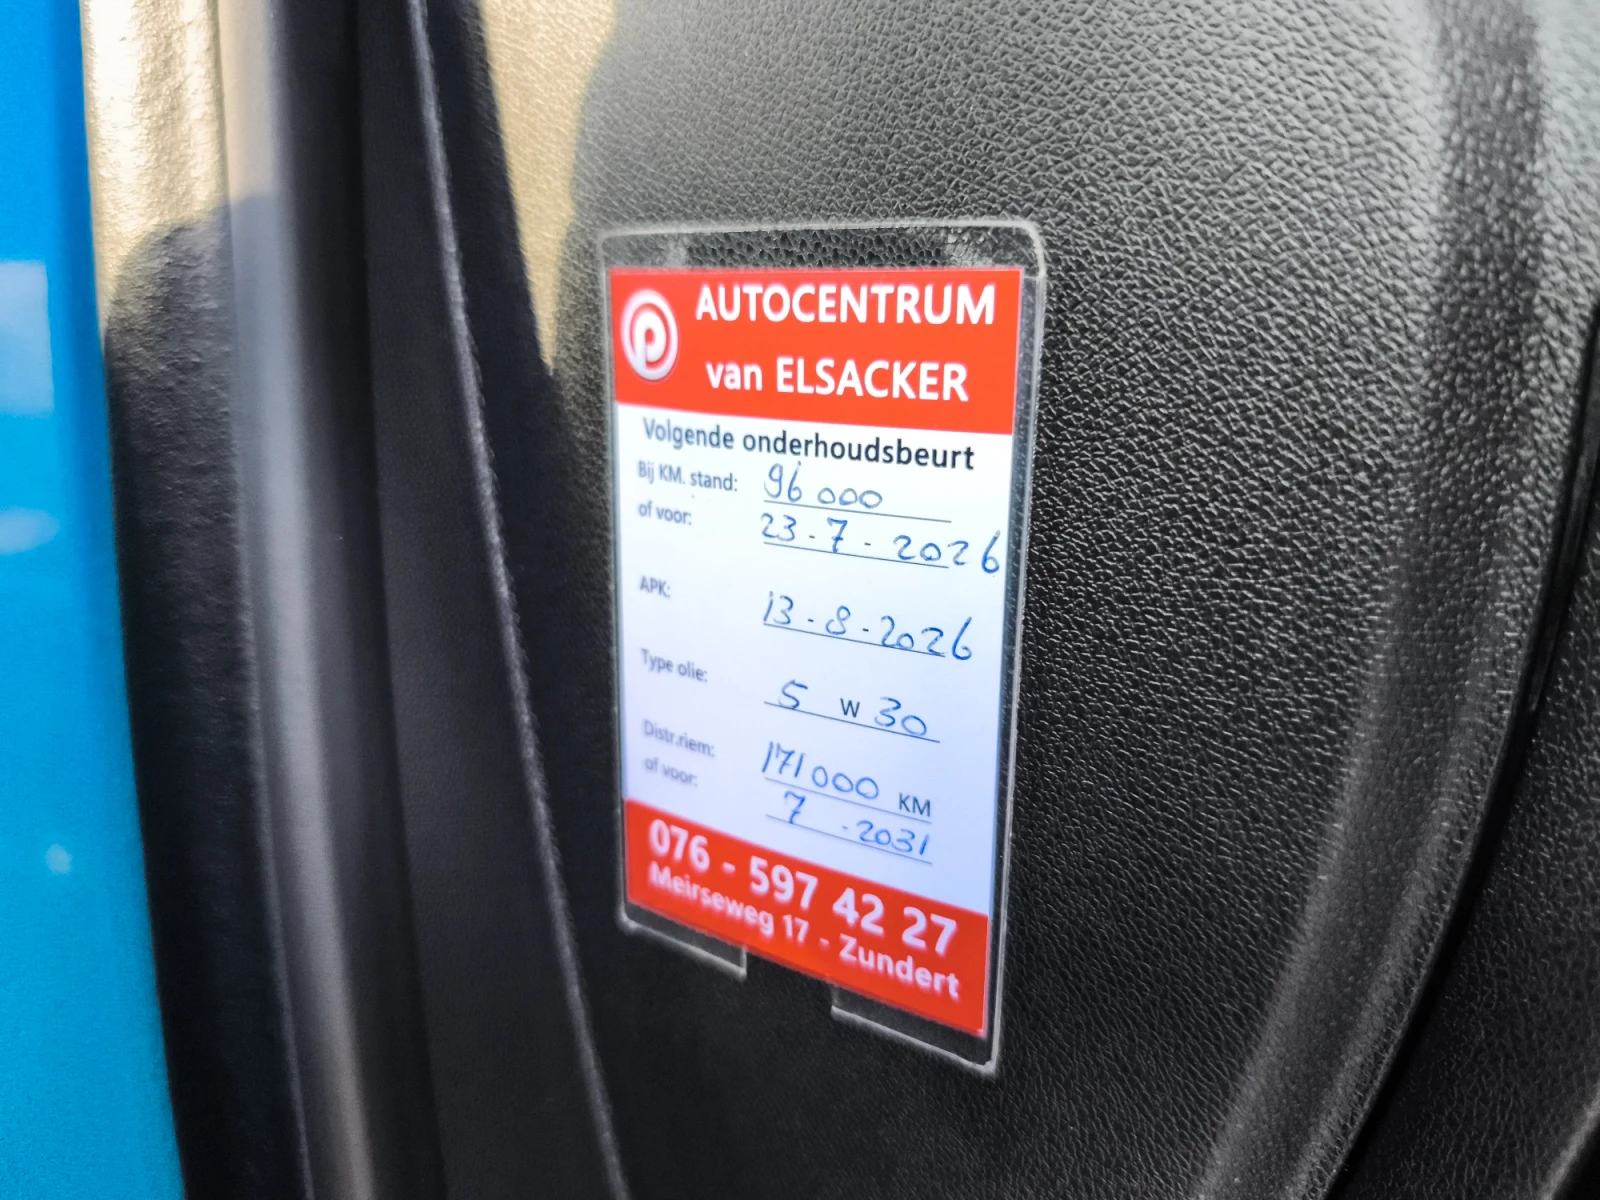 AUTOCENTRUM
van ELSACKER
Volgende onderhoudsbeurt
Bij KM. stand: 96 000
of voor: 23 - 7 - 2026
APK: 13 - 8 - 2026
Type olie: 5 W 30
Distr.riem: 171 000 KM
of voor: 7 - 2031
076 - 597 42 27
Meirseweg 17 - Zundert